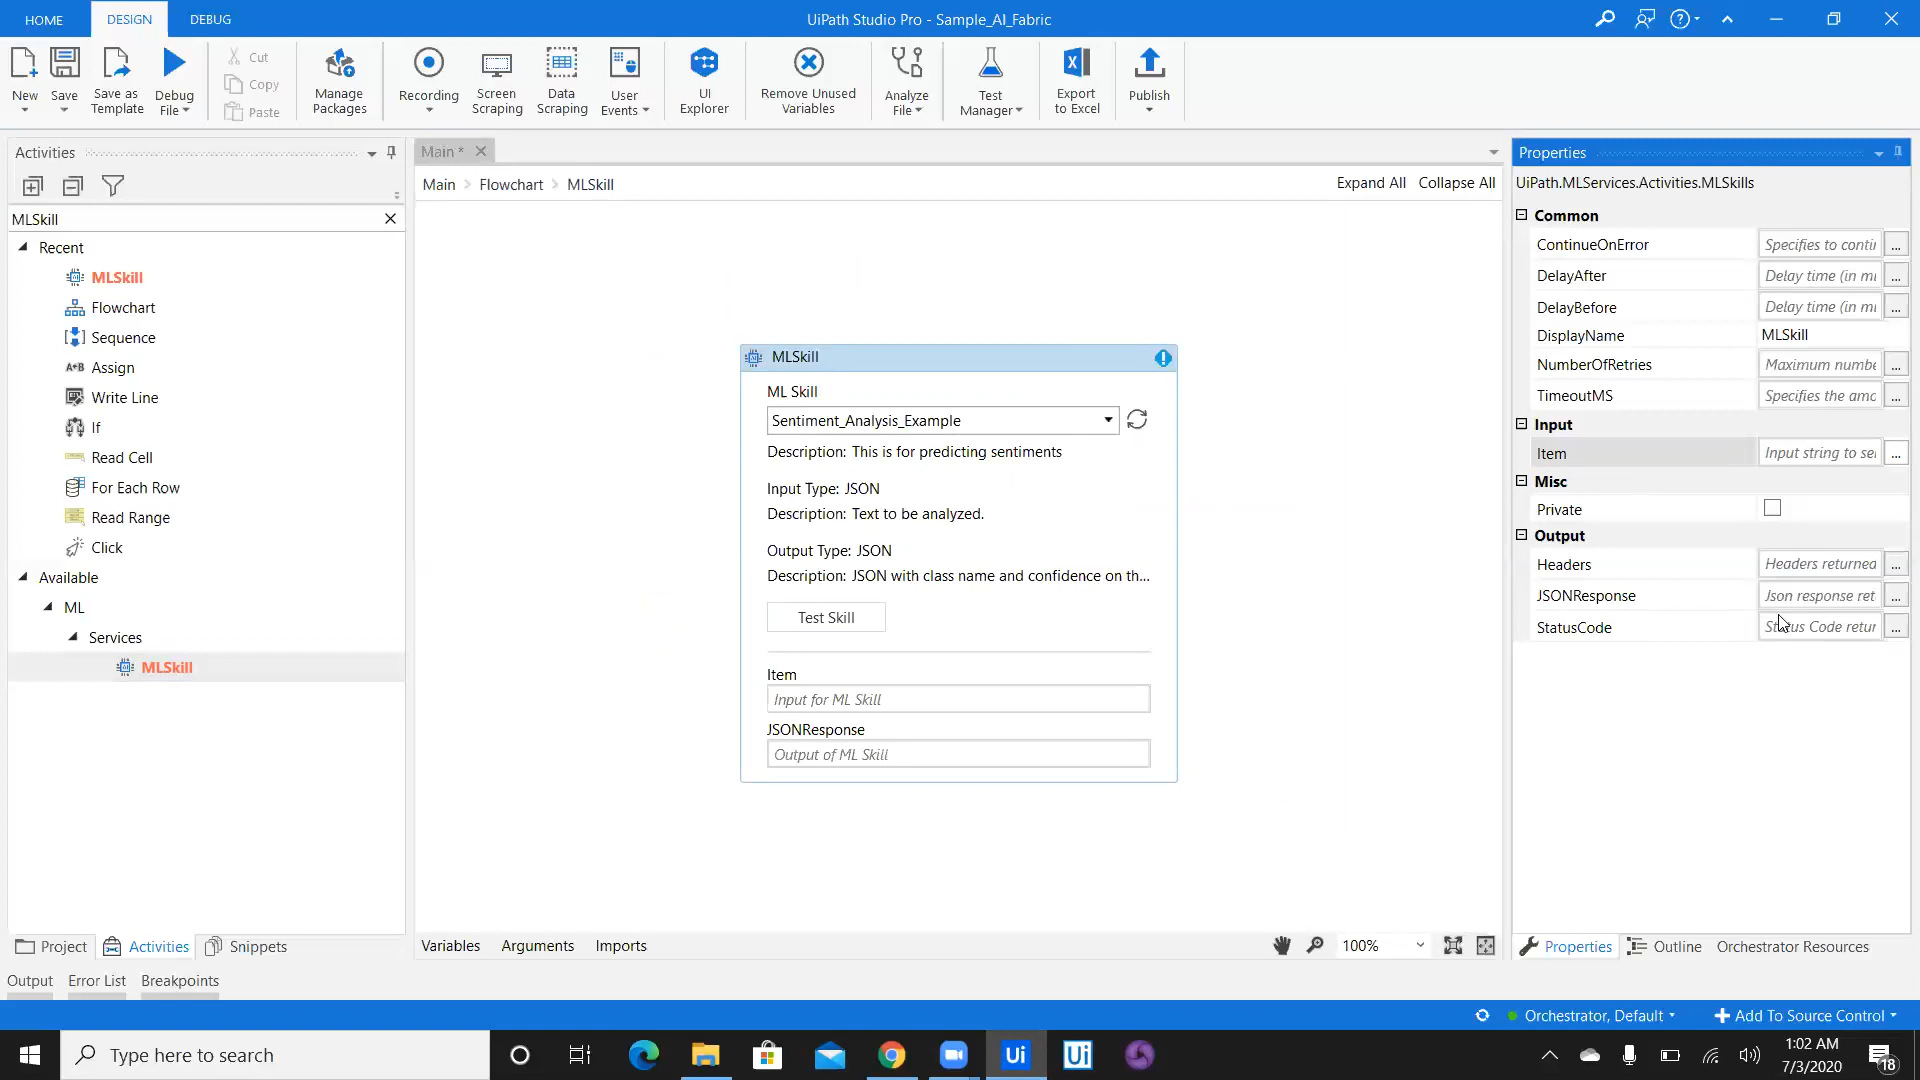 HOME
DESIGN
DEBUG
UiPath Studio Pro - Sample_AI_Fabric
New
Save
Save as Template
Debug File
Cut
Copy
Paste
Manage Packages
Recording
Screen Scraping
Data Scraping
User Events
UI Explorer
Remove Unused Variables
Analyze File
Test Manager
Export to Excel
Publish
Activities
MLSkill
Recent
MLSkill
Flowchart
Sequence
A+B Assign
Write Line
If
Read Cell
For Each Row
Read Range
Click
Available
ML
Services
MLSkill
Project
Activities
Snippets
Main *
Main > Flowchart > MLSkill
Expand All
Collapse All
MLSkill
ML Skill
Sentiment_Analysis_Example
Description: This is for predicting sentiments
Input Type: JSON
Description: Text to be analyzed.
Output Type: JSON
Description: JSON with class name and confidence on th...
Test Skill
Item
Input for ML Skill
JSONResponse
Output of ML Skill
Variables
Arguments
Imports
100%
Properties
UiPath.MLServices.Activities.MLSkills
Common
ContinueOnError Specifies to contin ...
DelayAfter Delay time (in mi ...
DelayBefore Delay time (in mi ...
DisplayName MLSkill
NumberOfRetries Maximum numbe ...
TimeoutMS Specifies the amo ...
Input
Item Input string to sei ...
Misc
Private
Output
Headers Headers returned ...
JSONResponse Json response ret ...
StatusCode Code retur ...
Properties
Outline
Orchestrator Resources
Output
Error List
Breakpoints
Orchestrator, Default
Add To Source Control
Type here to search
Ui
Ui
1:02 AM
7/3/2020
18